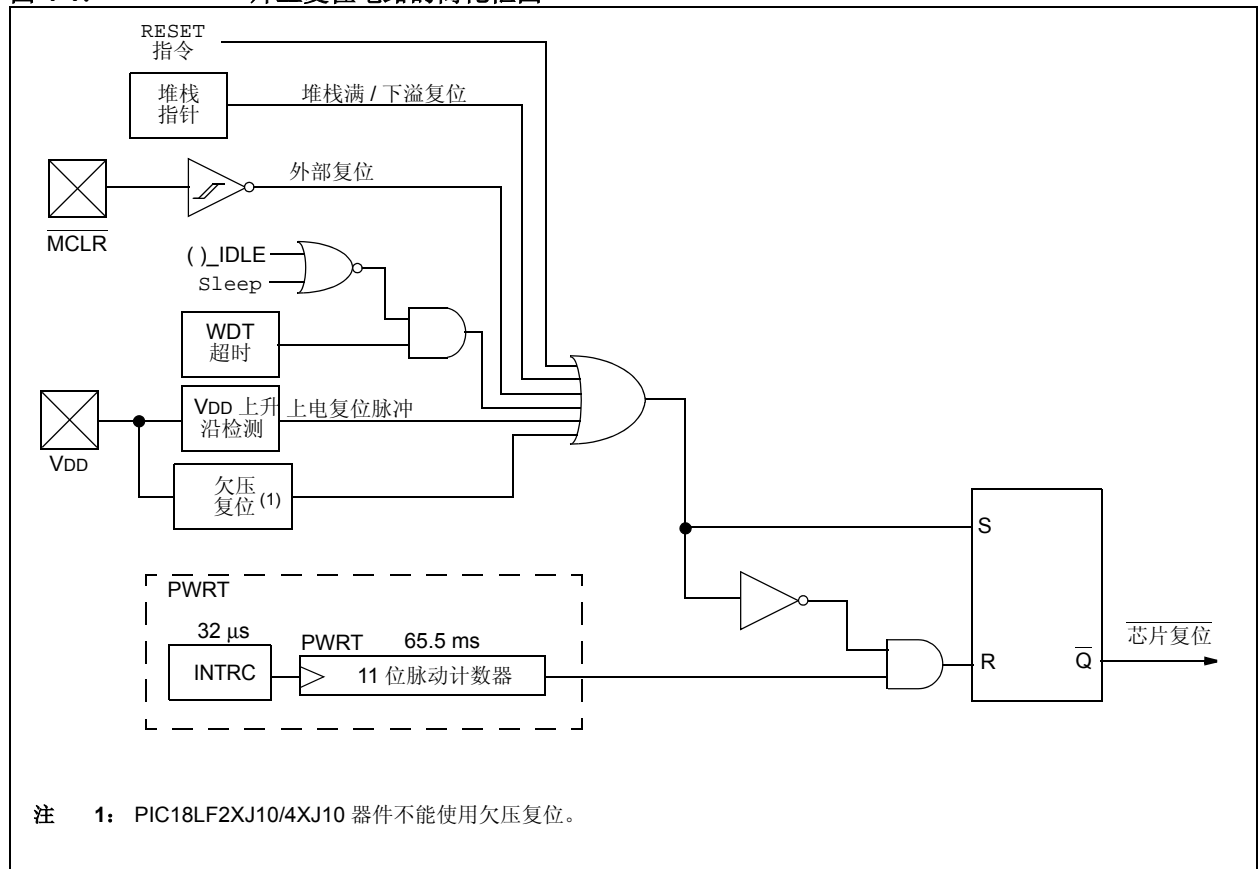 RESET
指令
堆栈
指针
堆栈满 / 下溢复位
外部复位
MCLR
( )_IDLE
Sleep
WDT
超时
VDD 上升
沿检测
上电复位脉冲
VDD
欠压
复位 (1)
S
PWRT
32 μs
INTRC
PWRT
65.5 ms
11 位脉动计数器
R
Q
芯片复位
注 1: PIC18LF2XJ10/4XJ10 器件不能使用欠压复位。